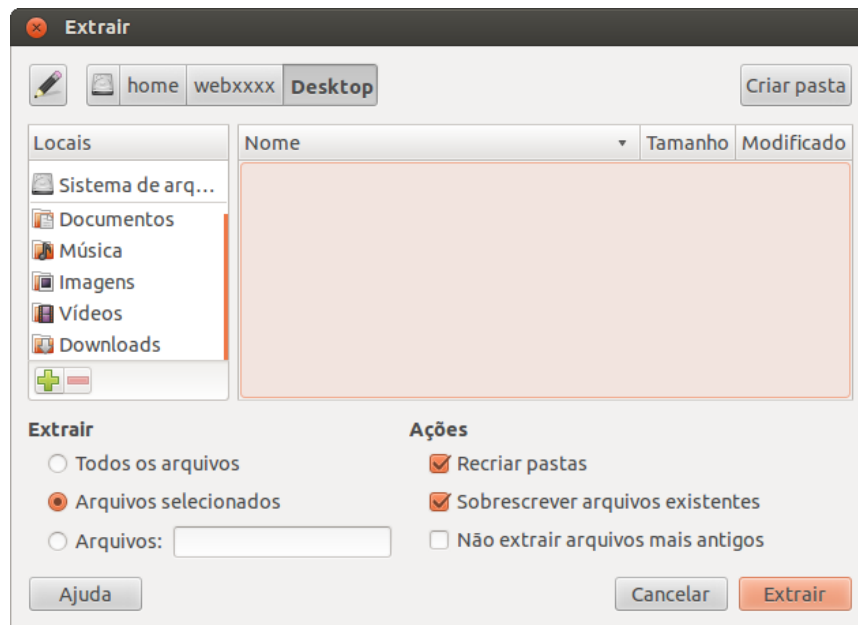 Extrair
home webxxxx Desktop Criar pasta
Locais Nome Tamanho Modificado
Sistema de arq...
Documentos
Música
Imagens
Vídeos
Downloads
Extrair Ações
Todos os arquivos Recriar pastas
Arquivos selecionados Sobrescrever arquivos existentes
Arquivos: Não extrair arquivos mais antigos
Ajuda Cancelar Extrair